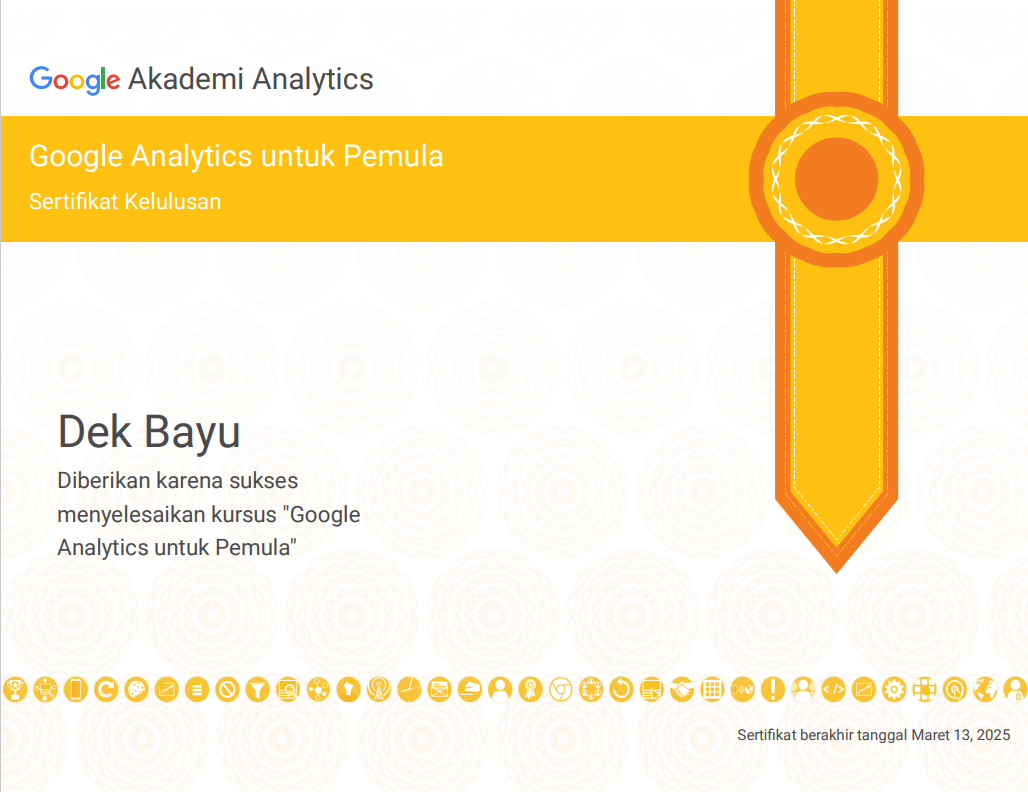 Google Akademi Analytics
Google Analytics untuk Pemula
Sertifikat Kelulusan
Dek Bayu
Diberikan karena sukses
menyelesaikan kursus "Google
Analytics untuk Pemula"
Sertifikat berakhir tanggal Maret 13, 2025